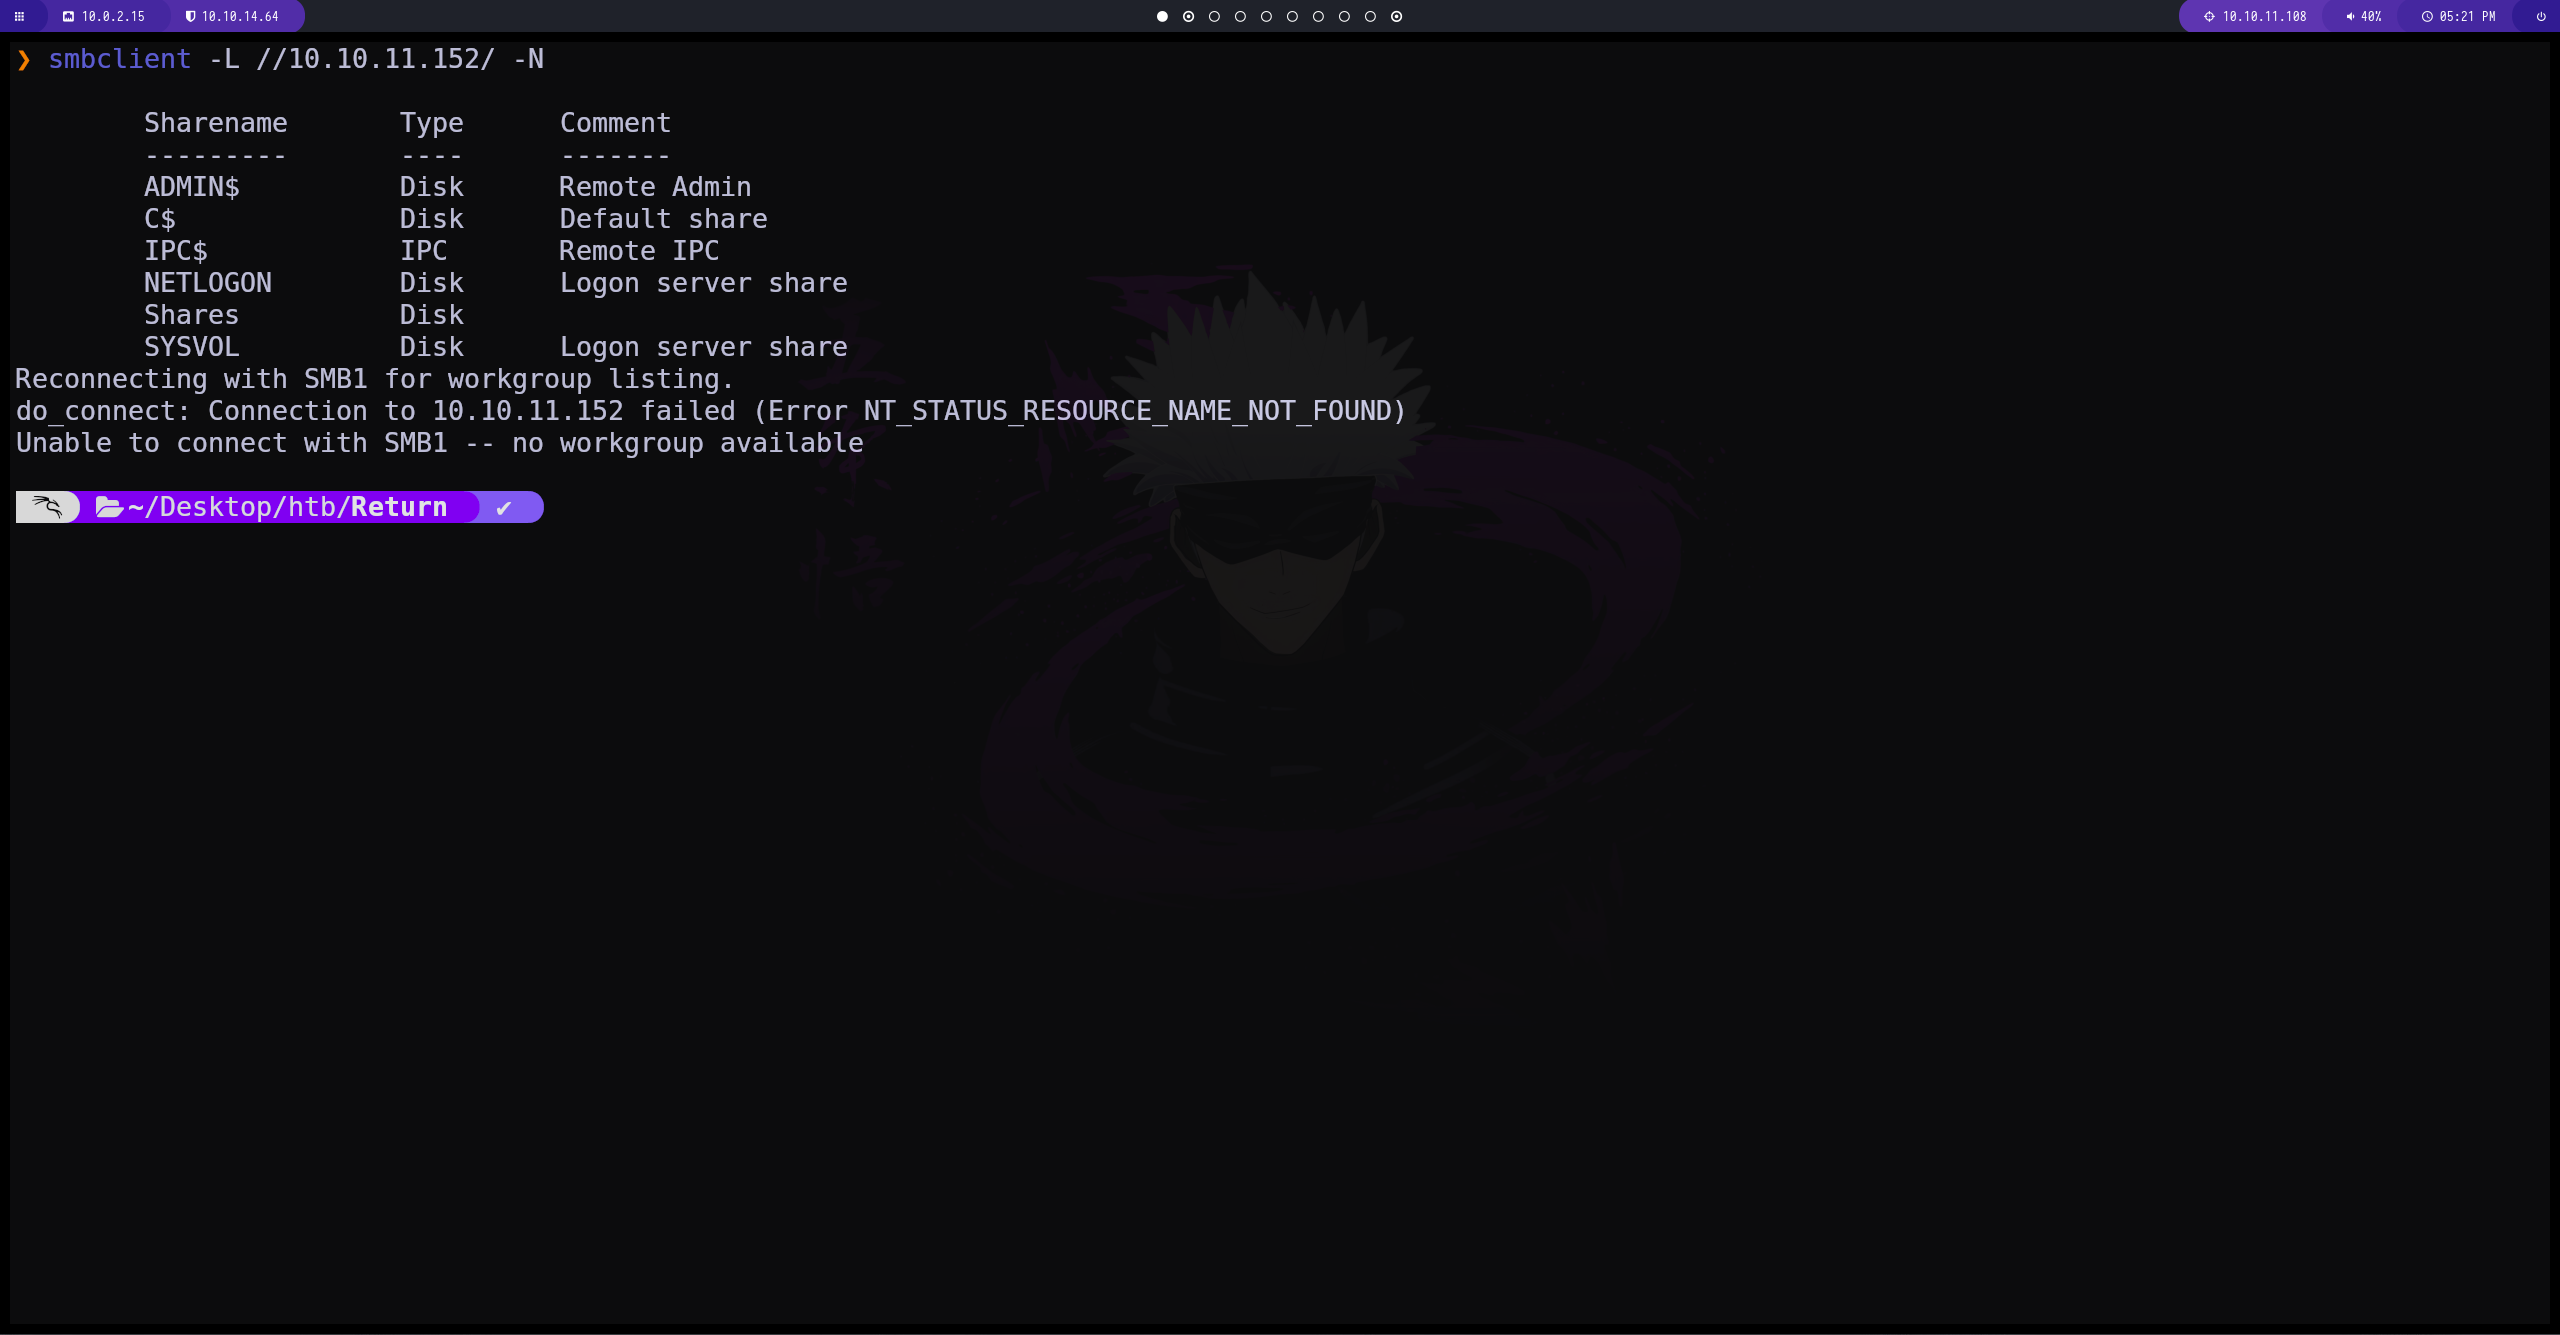 10.0.2.15 10.10.14.64 10.10.11.108 40% 05:21 PM
❯ smbclient -L //10.10.11.152/ -N
Sharename Type Comment
--------- ---- -------
ADMIN$ Disk Remote Admin
C$ Disk Default share
IPC$ IPC Remote IPC
NETLOGON Disk Logon server share
Shares Disk
SYSVOL Disk Logon server share
Reconnecting with SMB1 for workgroup listing.
do_connect: Connection to 10.10.11.152 failed (Error NT_STATUS_RESOURCE_NAME_NOT_FOUND)
Unable to connect with SMB1 -- no workgroup available
~/Desktop/htb/Return ✔